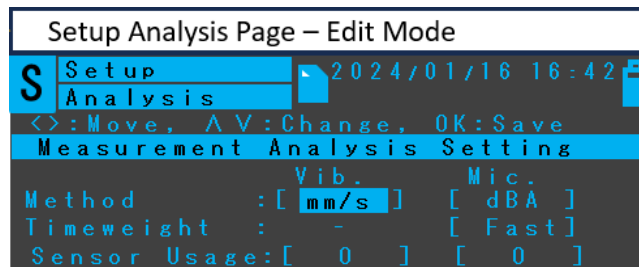 Setup Analysis Page – Edit Mode
S Setup 2024/01/16 16:42
Analysis
<>:Move, ΛV:Change, OK:Save
Measurement Analysis Setting
Vib. Mic.
Method :[ mm/s ] [ dBA ]
Timeweight : - [ Fast]
Sensor Usage:[ 0 ] [ 0 ]